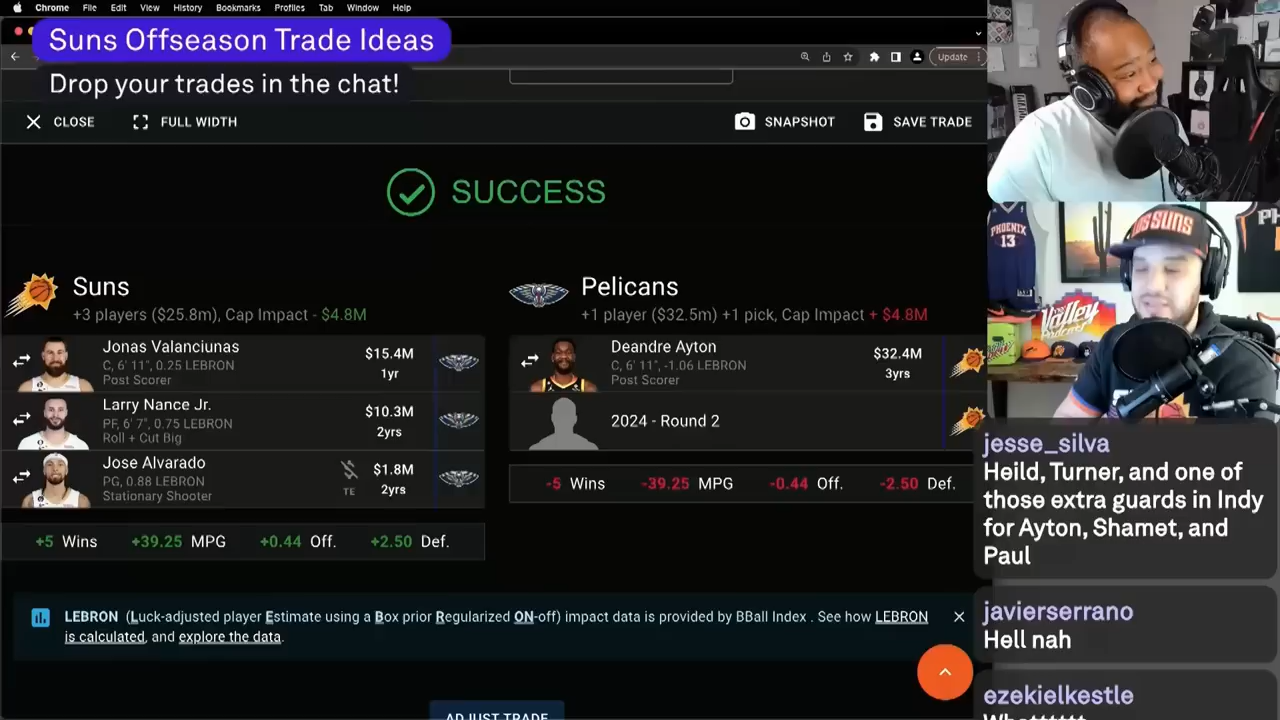 Chrome File Edit View History Bookmarks Profiles Tab Window Help
Suns Offseason Trade Ideas
Drop your trades in the chat!
Update
CLOSE FULL WIDTH SNAPSHOT SAVE TRADE
SUCCESS
Suns
+3 players ($25.8m), Cap Impact - $4.8M
Jonas Valanciunas $15.4M
C, 6' 11", 0.25 LEBRON 1yr
Post Scorer
Larry Nance Jr. $10.3M
PF, 6' 7", 0.75 LEBRON 2yrs
Roll + Cut Big
Jose Alvarado $1.8M
PG, 0.88 LEBRON TE 2yrs
Stationary Shooter
+5 Wins +39.25 MPG +0.44 Off. +2.50 Def.
Pelicans
+1 player ($32.5m) +1 pick, Cap Impact + $4.8M
Deandre Ayton $32.4M
C, 6' 11", -1.06 LEBRON 3yrs
Post Scorer
2024 - Round 2
-5 Wins -39.25 MPG -0.44 Off. -2.50 Def.
LEBRON (Luck-adjusted player Estimate using a Box prior Regularized ON-off) impact data is provided by BBall Index . See how LEBRON
is calculated, and explore the data.
ADJUST TRADE
PHOENIX
13
LOS SUNS
The Valley
Podcast
jesse_silva
Heild, Turner, and one of
those extra guards in Indy
for Ayton, Shamet, and
Paul
javierserrano
Hell nah
ezekielkestle